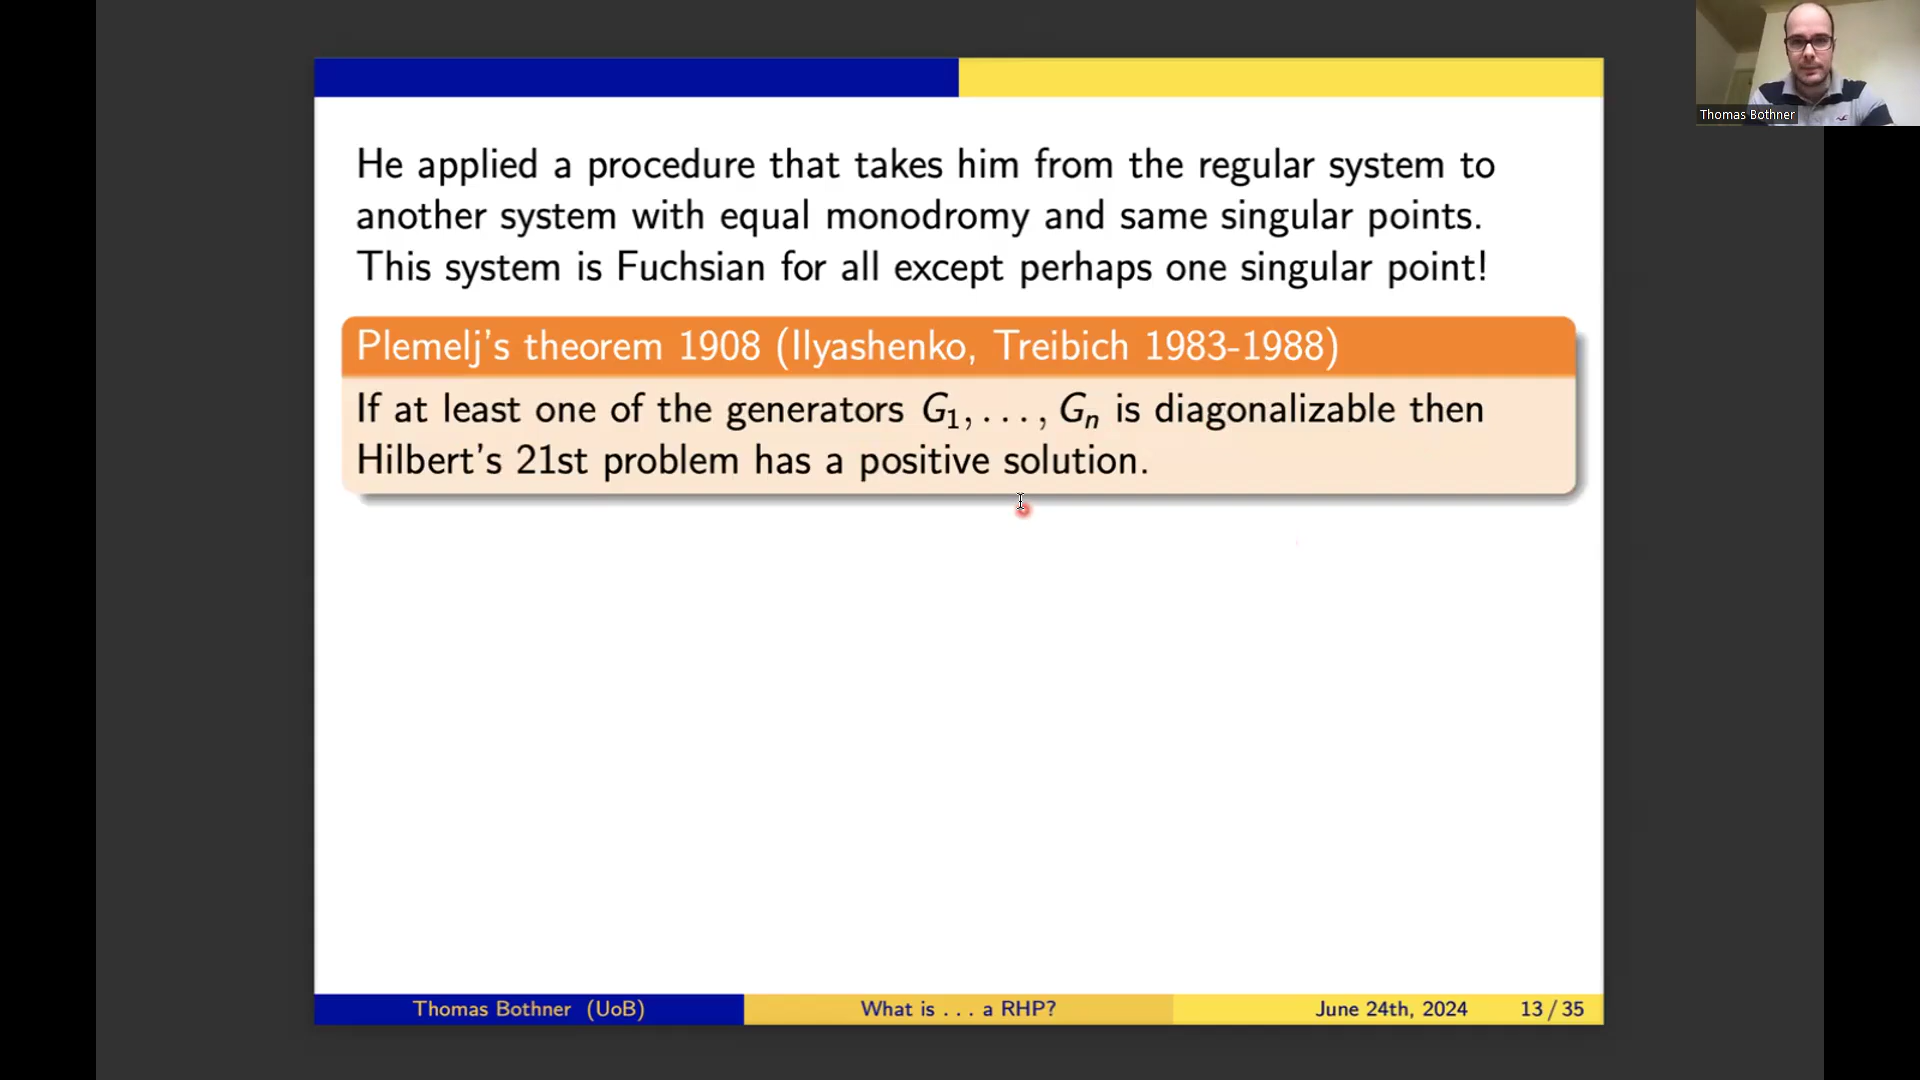 Thomas Bothner
He applied a procedure that takes him from the regular system to
another system with equal monodromy and same singular points.
This system is Fuchsian for all except perhaps one singular point!
Plemelj's theorem 1908 (Ilyashenko, Treibich 1983-1988)
If at least one of the generators G₁, . . . , Gₙ is diagonalizable then
Hilbert's 21st problem has a positive solution.
Thomas Bothner (UoB) What is . . . a RHP? June 24th, 2024 13 / 35